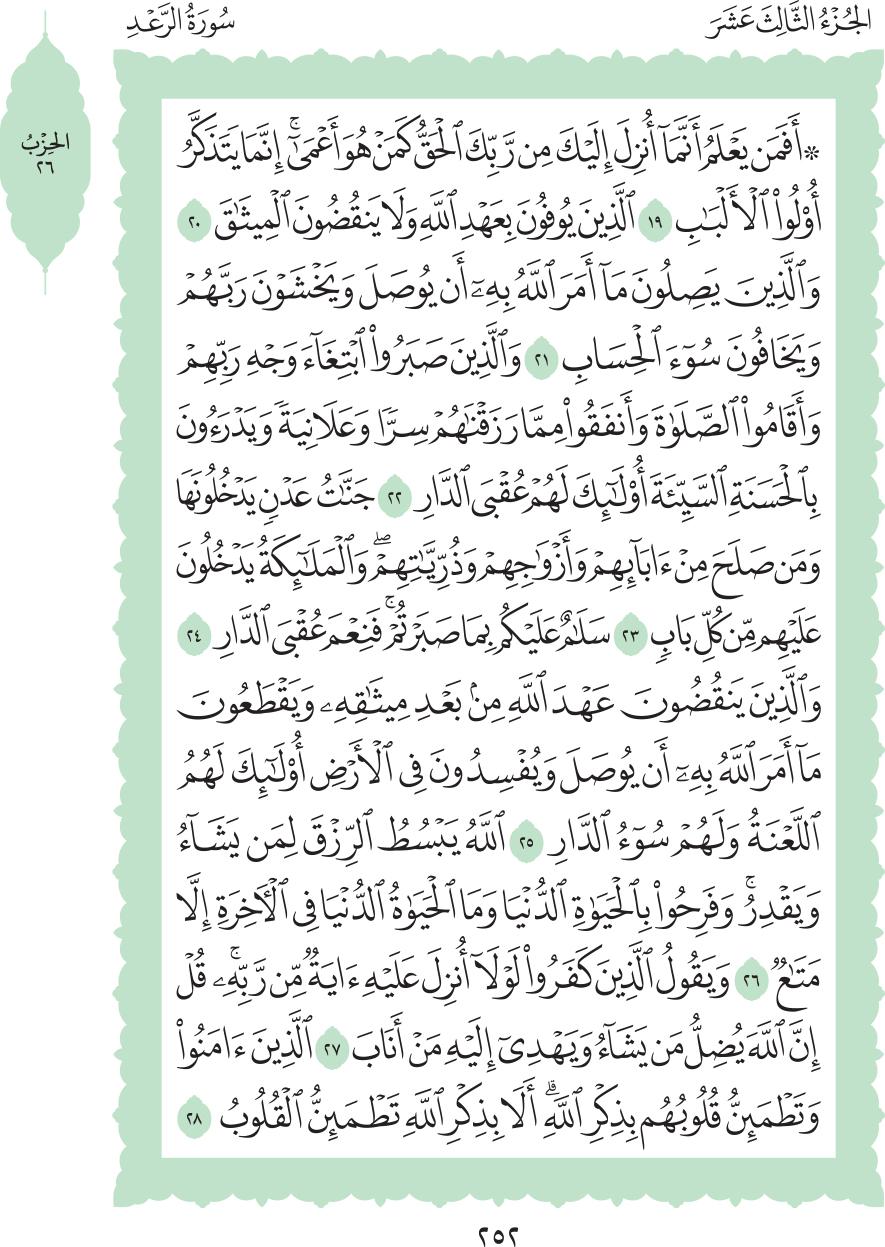 الجُزْءُ الثَّالِثَ عَشَرَ
سُورَةُ الرَّعْدِ
الحِزْبُ
٢٦
۞ أَفَمَن يَعْلَمُ أَنَّمَآ أُنزِلَ إِلَيْكَ مِن رَّبِّكَ ٱلْحَقُّ كَمَنْ هُوَ أَعْمَىٰٓۚ إِنَّمَا يَتَذَكَّرُ
أُوْلُواْ ٱلْأَلْبَٰبِ ١٩ ٱلَّذِينَ يُوفُونَ بِعَهْدِ ٱللَّهِ وَلَا يَنقُضُونَ ٱلْمِيثَٰقَ ٢٠
وَٱلَّذِينَ يَصِلُونَ مَآ أَمَرَ ٱللَّهُ بِهِۦٓ أَن يُوصَلَ وَيَخْشَوْنَ رَبَّهُمْ
وَيَخَافُونَ سُوٓءَ ٱلْحِسَابِ ٢١ وَٱلَّذِينَ صَبَرُواْ ٱبْتِغَآءَ وَجْهِ رَبِّهِمْ
وَأَقَامُواْ ٱلصَّلَوٰةَ وَأَنفَقُواْ مِمَّا رَزَقْنَٰهُمْ سِرًّا وَعَلَانِيَةً وَيَدْرَءُونَ
بِٱلْحَسَنَةِ ٱلسَّيِّئَةَ أُوْلَٰٓئِكَ لَهُمْ عُقْبَى ٱلدَّارِ ٢٢ جَنَّٰتُ عَدْنٍ يَدْخُلُونَهَا
وَمَن صَلَحَ مِنْ ءَابَآئِهِمْ وَأَزْوَٰجِهِمْ وَذُرِّيَّٰتِهِمْۖ وَٱلْمَلَٰٓئِكَةُ يَدْخُلُونَ
عَلَيْهِم مِّن كُلِّ بَابٍ ٢٣ سَلَٰمٌ عَلَيْكُم بِمَا صَبَرْتُمْۚ فَنِعْمَ عُقْبَى ٱلدَّارِ ٢٤
وَٱلَّذِينَ يَنقُضُونَ عَهْدَ ٱللَّهِ مِنۢ بَعْدِ مِيثَٰقِهِۦ وَيَقْطَعُونَ
مَآ أَمَرَ ٱللَّهُ بِهِۦٓ أَن يُوصَلَ وَيُفْسِدُونَ فِى ٱلْأَرْضِ أُوْلَٰٓئِكَ لَهُمُ
ٱللَّعْنَةُ وَلَهُمْ سُوٓءُ ٱلدَّارِ ٢٥ ٱللَّهُ يَبْسُطُ ٱلرِّزْقَ لِمَن يَشَآءُ
وَيَقْدِرُۚ وَفَرِحُواْ بِٱلْحَيَوٰةِ ٱلدُّنْيَا وَمَا ٱلْحَيَوٰةُ ٱلدُّنْيَا فِى ٱلْأٓخِرَةِ إِلَّا
مَتَٰعٌ ٢٦ وَيَقُولُ ٱلَّذِينَ كَفَرُواْ لَوْلَآ أُنزِلَ عَلَيْهِ ءَايَةٌ مِّن رَّبِّهِۦۚ قُلْ
إِنَّ ٱللَّهَ يُضِلُّ مَن يَشَآءُ وَيَهْدِىٓ إِلَيْهِ مَنْ أَنَابَ ٢٧ ٱلَّذِينَ ءَامَنُواْ
وَتَطْمَئِنُّ قُلُوبُهُم بِذِكْرِ ٱللَّهِۗ أَلَا بِذِكْرِ ٱللَّهِ تَطْمَئِنُّ ٱلْقُلُوبُ ٢٨
٢٥٢